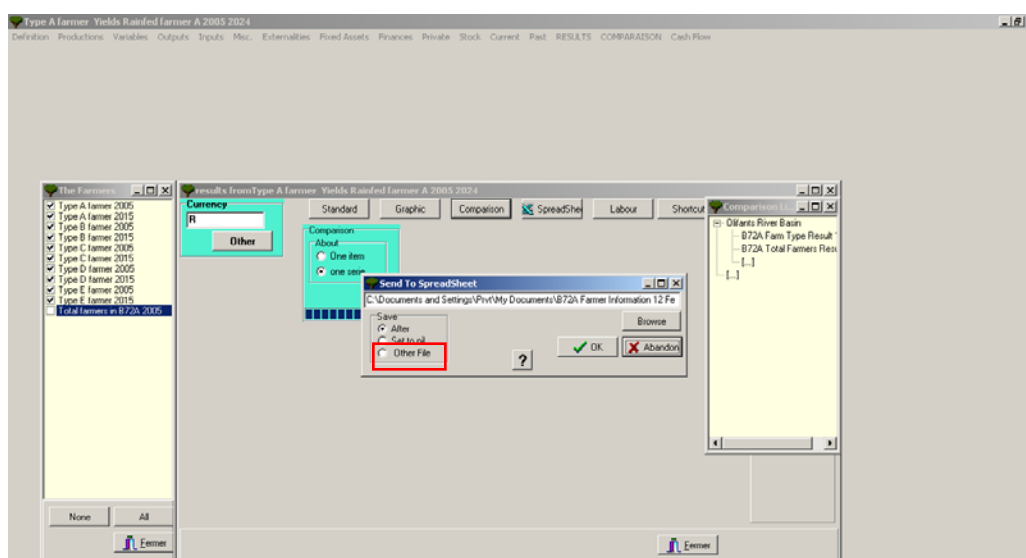 Type A farmer Yields Rainfed farmer A 2005 2024
Definition Productions Variables Outputs Inputs Misc. Externalities Fixed Assets Finances Private Stock Current Past RESULTS COMPARAISON Cash Flow
The Farmers
Type A farmer 2005
Type A farmer 2015
Type B farmer 2005
Type B farmer 2015
Type C farmer 2005
Type C farmer 2015
Type D farmer 2005
Type D farmer 2015
Type E farmer 2005
Type E farmer 2015
Total farmers in B72A 2005
None All
Fermer
results fromType A farmer Yields Rainfed farmer A 2005 2024
Currency
R
Other
Standard Graphic Comparison SpreadShe Labour Shortcut
Comparison
About
One item
one serie
Send To SpreadSheet
C:\Documents and Settings\Prvt\My Documents\B72A Farmer Information 12 Fe
Save
After
Set to nil
Other File
Browse
? OK Abandon
Comparison Li...
Olifants River Basin
B72A Farm Type Result
B72A Total Farmers Resu
[...]
[...]
Fermer